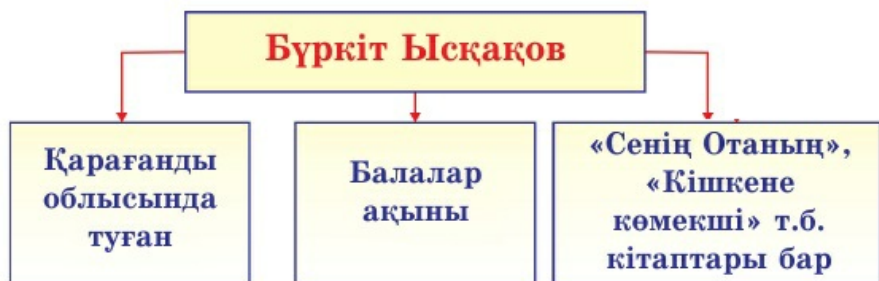 Бүркіт Ысқақов
Қарағанды
облысында
туған
Балалар
ақыны
«Сенің Отаның»,
«Кішкене
көмекші» т.б.
кітаптары бар